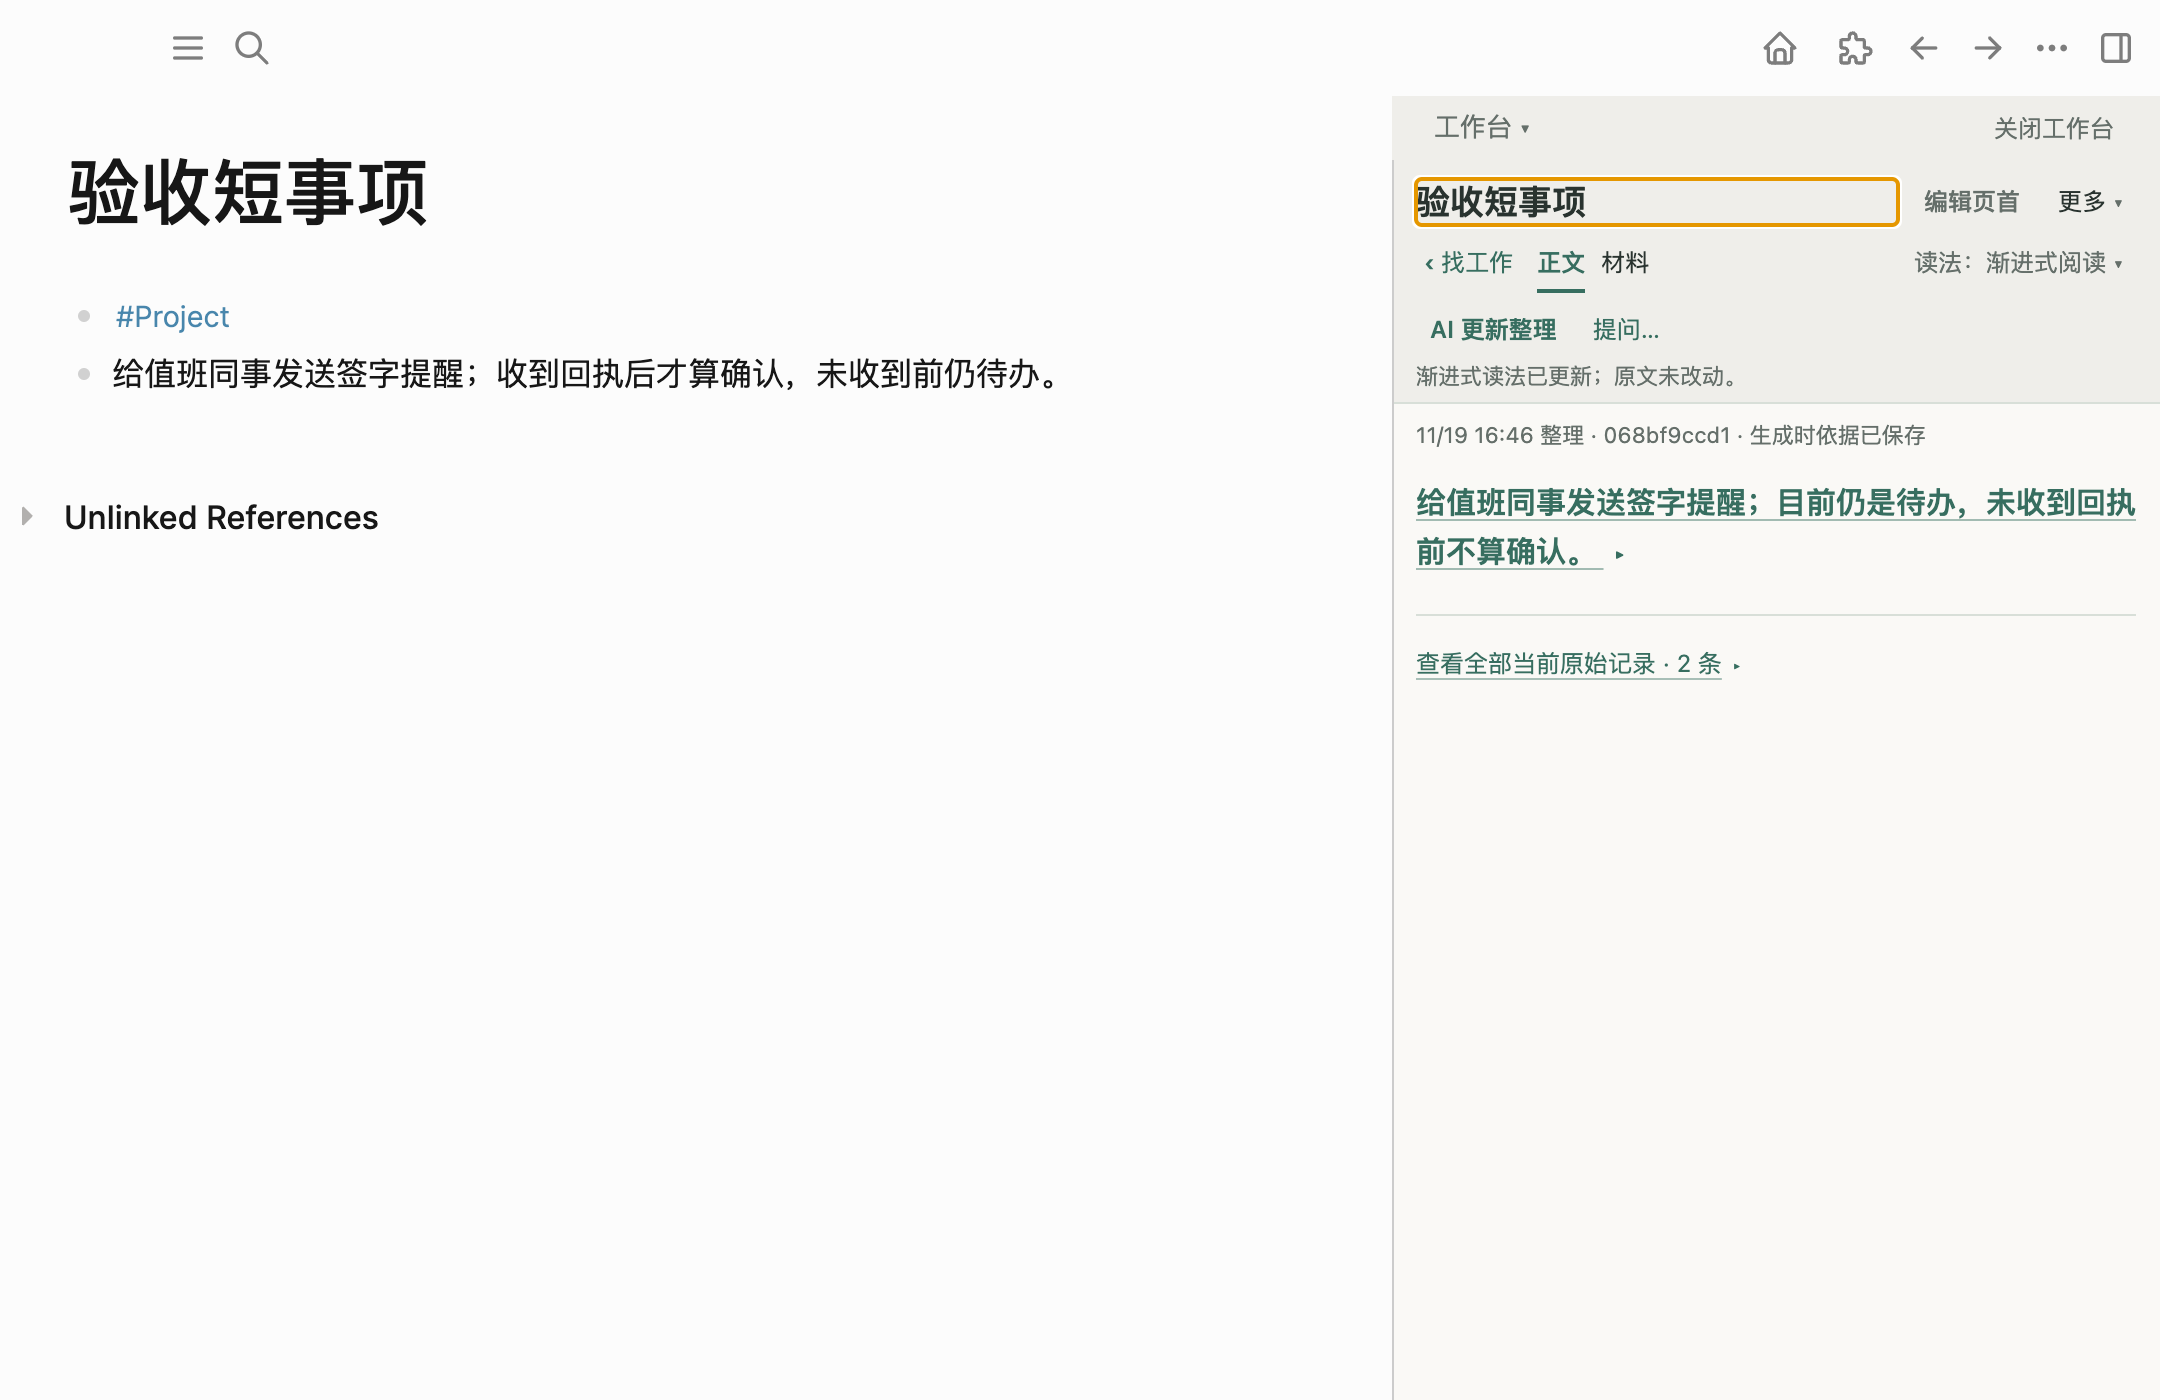 验收短事项
#Project
给值班同事发送签字提醒；收到回执后才算确认，未收到前仍待办。
Unlinked References
工作台 ▾
关闭工作台
验收短事项
编辑页首
更多 ▾
‹ 找工作
正文
材料
读法：渐进式阅读 ▾
AI 更新整理
提问...
渐进式读法已更新；原文未改动。
11/19 16:46 整理 · 068bf9ccd1 · 生成时依据已保存
给值班同事发送签字提醒；目前仍是待办，未收到回执
前不算确认。 ▸
查看全部当前原始记录 · 2 条 ▸